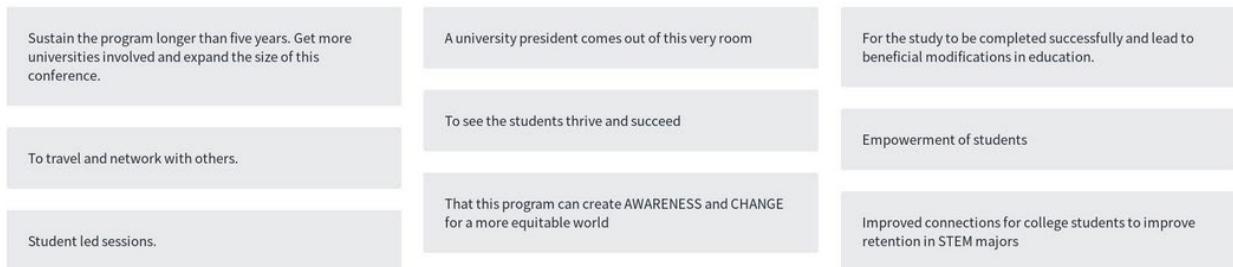 Sustain the program longer than five years. Get more
universities involved and expand the size of this
conference.
To travel and network with others.
Student led sessions.
A university president comes out of this very room
To see the students thrive and succeed
That this program can create AWARENESS and CHANGE
for a more equitable world
For the study to be completed successfully and lead to
beneficial modifications in education.
Empowerment of students
Improved connections for college students to improve
retention in STEM majors